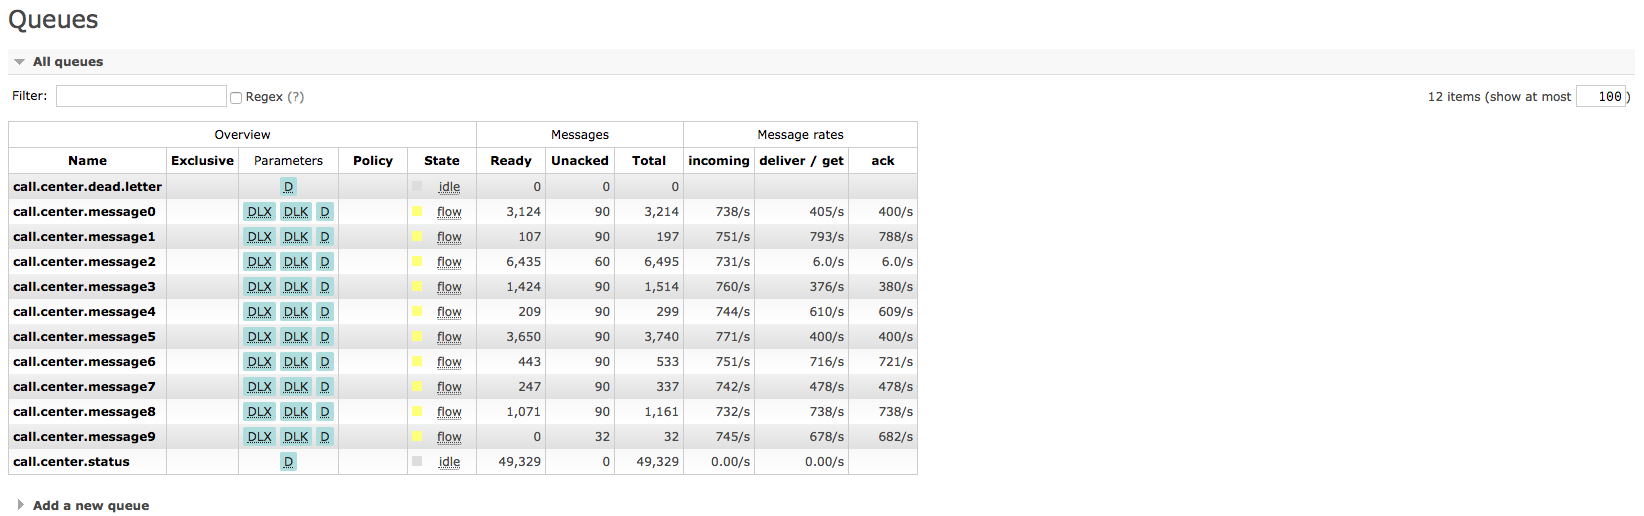 Queues
All queues
Filter: Regex (?) 12 items (show at most 100 )
Overview Messages Message rates
Name Exclusive Parameters Policy State Ready Unacked Total incoming deliver / get ack
call.center.dead.letter D idle 0 0 0
call.center.message0 DLX DLK D flow 3,124 90 3,214 738/s 405/s 400/s
call.center.message1 DLX DLK D flow 107 90 197 751/s 793/s 788/s
call.center.message2 DLX DLK D flow 6,435 60 6,495 731/s 6.0/s 6.0/s
call.center.message3 DLX DLK D flow 1,424 90 1,514 760/s 376/s 380/s
call.center.message4 DLX DLK D flow 209 90 299 744/s 610/s 609/s
call.center.message5 DLX DLK D flow 3,650 90 3,740 771/s 400/s 400/s
call.center.message6 DLX DLK D flow 443 90 533 751/s 716/s 721/s
call.center.message7 DLX DLK D flow 247 90 337 742/s 478/s 478/s
call.center.message8 DLX DLK D flow 1,071 90 1,161 732/s 738/s 738/s
call.center.message9 DLX DLK D flow 0 32 32 745/s 678/s 682/s
call.center.status D idle 49,329 0 49,329 0.00/s 0.00/s
Add a new queue